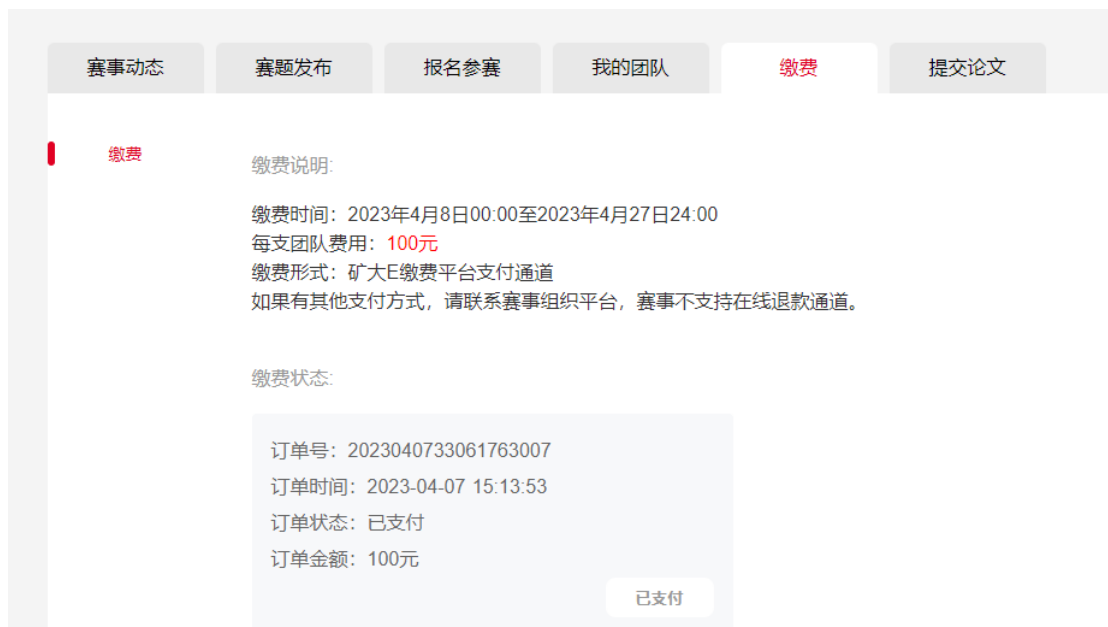 赛事动态 赛题发布 报名参赛 我的团队 缴费 提交论文
缴费
缴费说明:
缴费时间：2023年4月8日00:00至2023年4月27日24:00
每支团队费用：100元
缴费形式：矿大E缴费平台支付通道
如果有其他支付方式，请联系赛事组织平台，赛事不支持在线退款通道。
缴费状态:
订单号：2023040733061763007
订单时间：2023-04-07 15:13:53
订单状态：已支付
订单金额：100元
已支付